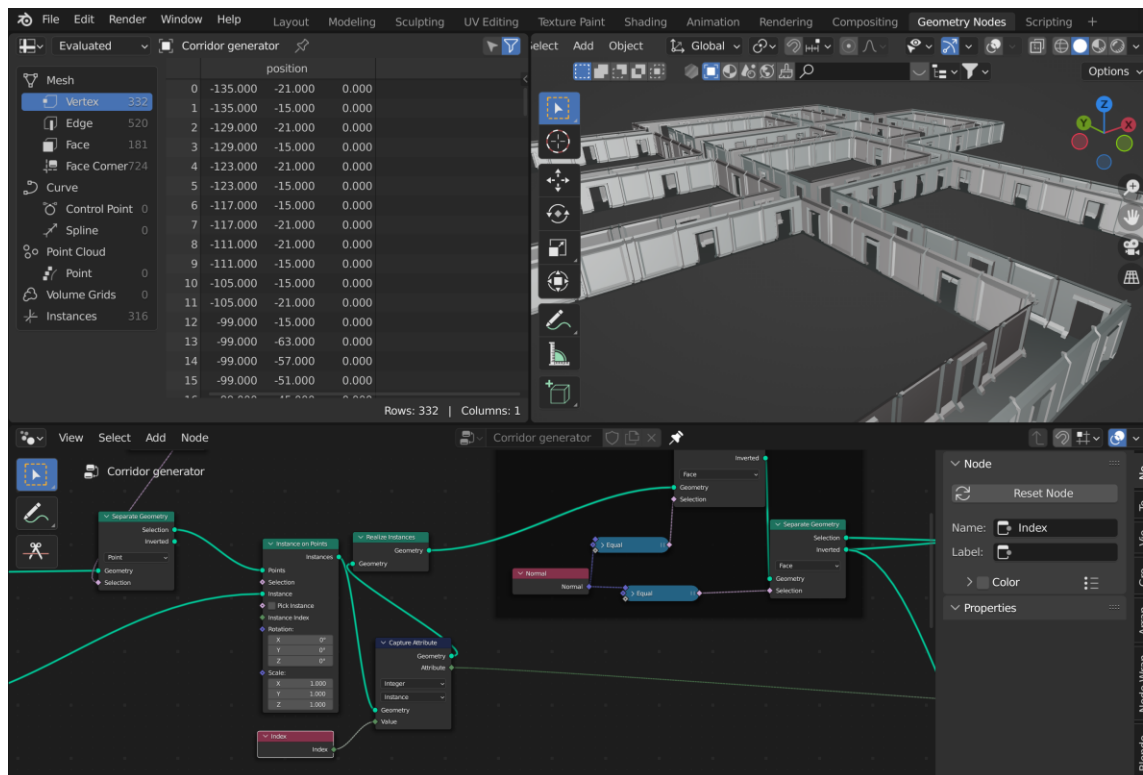 File Edit Render Window Help Layout Modeling Sculpting UV Editing Texture Paint Shading Animation Rendering Compositing Geometry Nodes Scripting +
Evaluated Corridor generator
elect Add Object Global
Options
position
Mesh
Vertex 332
Edge 520
Face 181
Face Corner 724
Curve
Control Point 0
Spline 0
Point Cloud
Point 0
Volume Grids 0
Instances 316
0 -135.000 -21.000 0.000
1 -135.000 -15.000 0.000
2 -129.000 -21.000 0.000
3 -129.000 -15.000 0.000
4 -123.000 -21.000 0.000
5 -123.000 -15.000 0.000
6 -117.000 -15.000 0.000
7 -117.000 -21.000 0.000
8 -111.000 -21.000 0.000
9 -111.000 -15.000 0.000
10 -105.000 -15.000 0.000
11 -105.000 -21.000 0.000
12 -99.000 -15.000 0.000
13 -99.000 -63.000 0.000
14 -99.000 -57.000 0.000
15 -99.000 -51.000 0.000
Rows: 332 | Columns: 1
Z
Y
X
View Select Add Node
Corridor generator
Corridor generator
Separate Geometry
Selection
Inverted
Point
Geometry
Selection
Instance on Points
Instances
Points
Selection
Instance
Pick Instance
Instance Index
Rotation:
X 0°
Y 0°
Z 0°
Scale:
X 1.000
Y 1.000
Z 1.000
Index
Index
Realize Instances
Geometry
Geometry
Capture Attribute
Geometry
Attribute
Integer
Instance
Geometry
Value
Inverted
Face
Geometry
Selection
Equal
Normal
Normal
Equal
Separate Geometry
Selection
Inverted
Face
Geometry
Selection
Node
Reset Node
Name: Index
Label:
Color
Properties